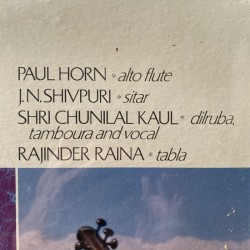 PAUL HORN * alto flute
J.N. SHIVPURI * sitar
SHRI CHUNILAL KAUL * dilruba,
tamboura and vocal
RAJINDER RAINA * tabla